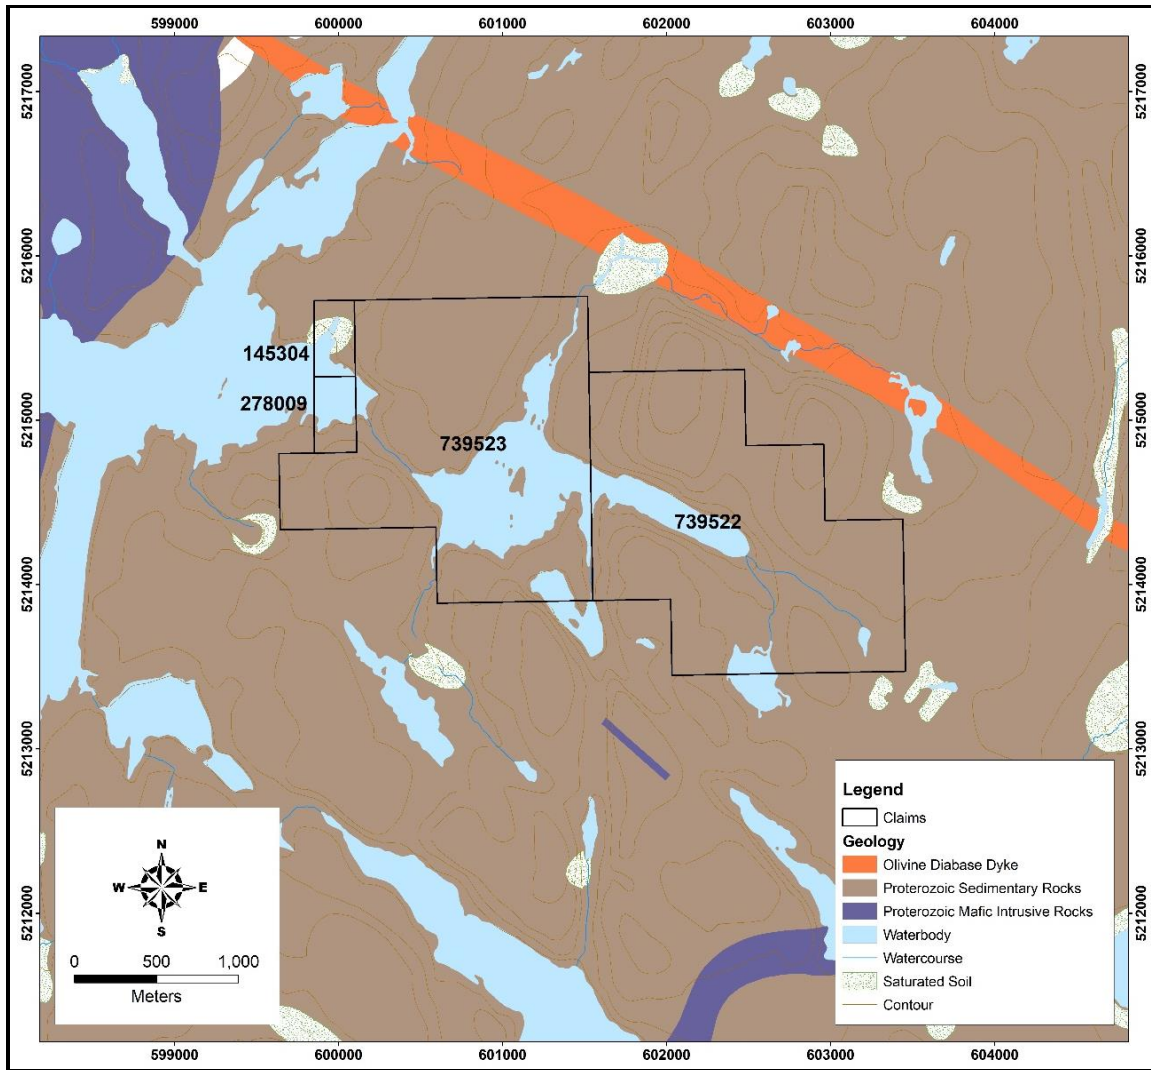 599000 600000 601000 602000 603000 604000
5217000 5217000
5216000 5216000
145304
278009
5215000 5215000
739523
739522
5214000 5214000
5213000 5213000
Legend
Claims
Geology
Olivine Diabase Dyke
Proterozoic Sedimentary Rocks
Proterozoic Mafic Intrusive Rocks
Waterbody
Watercourse
Saturated Soil
Contour
N
W E
S
0 500 1,000
Meters
5212000 5212000
599000 600000 601000 602000 603000 604000